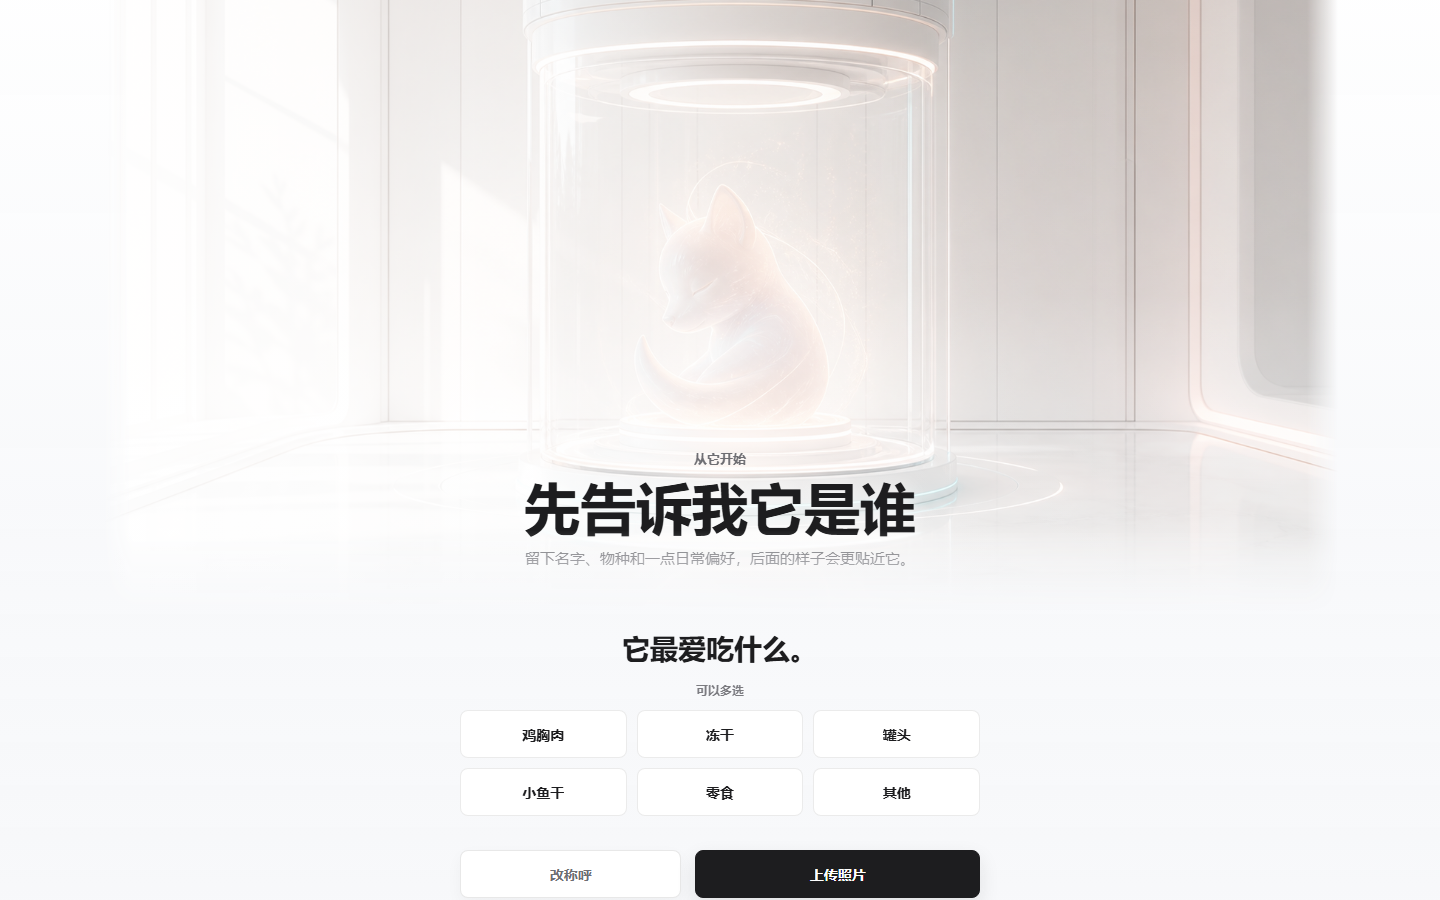 从它开始
先告诉我它是谁
留下名字、物种和一点日常偏好，后面的样子会更贴近它。
它最爱吃什么。
可以多选
鸡胸肉
冻干
罐头
小鱼干
零食
其他
改称呼
上传照片